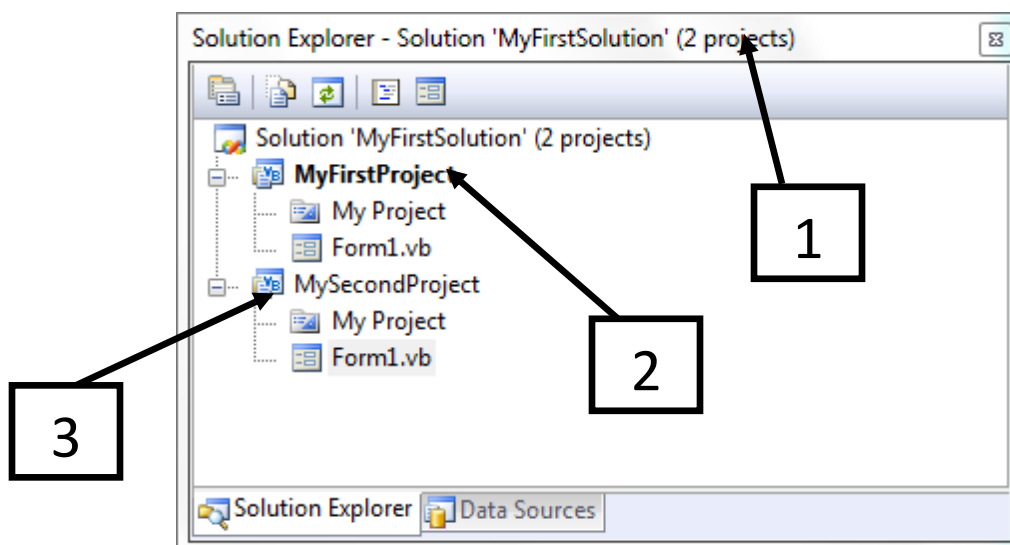 Solution Explorer - Solution 'MyFirstSolution' (2 projects)
Solution 'MyFirstSolution' (2 projects)
MyFirstProject
My Project
Form1.vb
MySecondProject
My Project
Form1.vb
Solution Explorer Data Sources
1
2
3